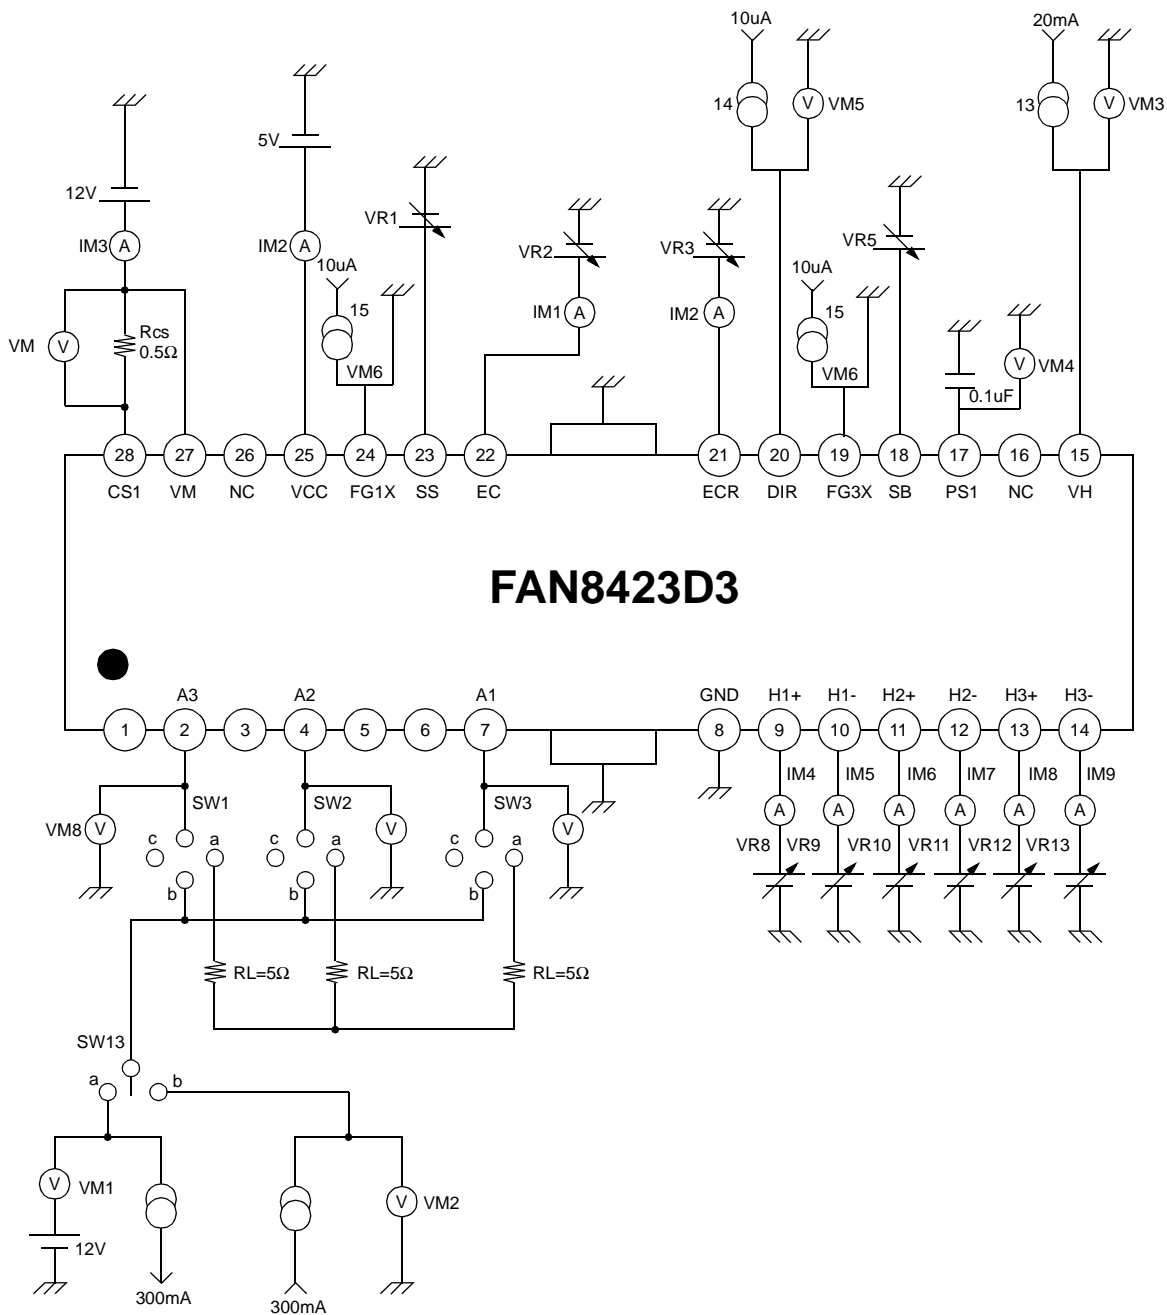 10uA
20mA
14
V
VM5
13
V
VM3
5V
12V
VR1
VR2
VR3
VR5
IM3
A
IM2
A
10uA
15
10uA
15
IM1
A
IM2
A
VM
V
Rcs
0.5Ω
VM6
VM6
V
VM4
0.1uF
28
27
26
25
24
23
22
21
20
19
18
17
16
15
CS1
VM
NC
VCC
FG1X
SS
EC
ECR
DIR
FG3X
SB
PS1
NC
VH
FAN8423D3
A3
A2
A1
GND
H1+
H1-
H2+
H2-
H3+
H3-
1
2
3
4
5
6
7
8
9
10
11
12
13
14
IM4
IM5
IM6
IM7
IM8
IM9
SW1
SW2
SW3
A
A
A
A
A
A
VM8
V
V
V
c
a
c
a
c
a
VR8
VR9
VR10
VR11
VR12
VR13
b
b
b
RL=5Ω
RL=5Ω
RL=5Ω
SW13
a
b
V
VM1
V
VM2
12V
300mA
300mA